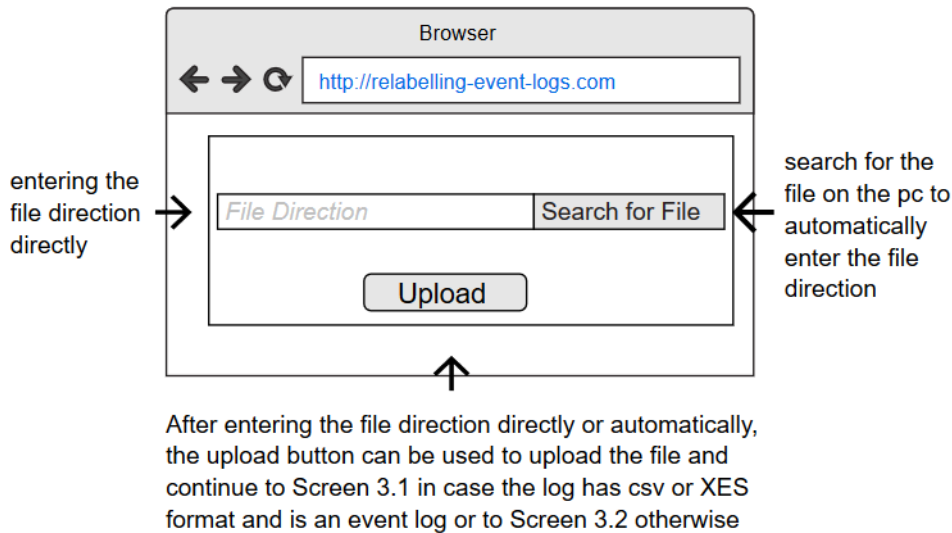 Browser
http://relabelling-event-logs.com
entering the
file direction
directly
File Direction
Search for File
search for the
file on the pc to
automatically
enter the file
direction
Upload
After entering the file direction directly or automatically,
the upload button can be used to upload the file and
continue to Screen 3.1 in case the log has csv or XES
format and is an event log or to Screen 3.2 otherwise